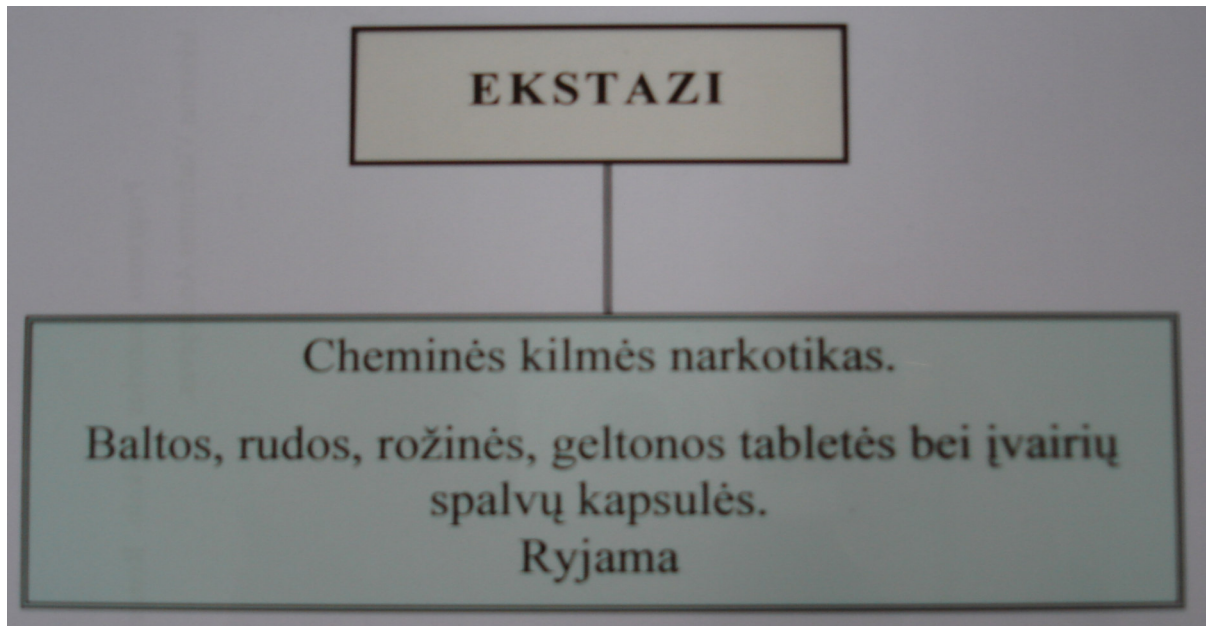 EKSTAZI
Cheminės kilmės narkotikas.
Baltos, rudos, rožinės, geltonos tabletės bei įvairių
spalvų kapsulės.
Ryjama